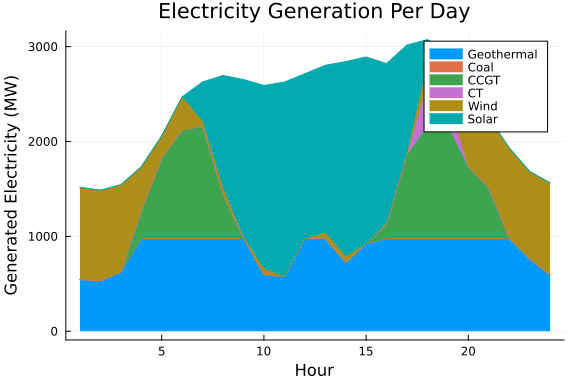 Electricity Generation Per Day
Generated Electricity (MW)
3000
2000
1000
0
5
10
15
20
Hour
Geothermal
Coal
CCGT
CT
Wind
Solar